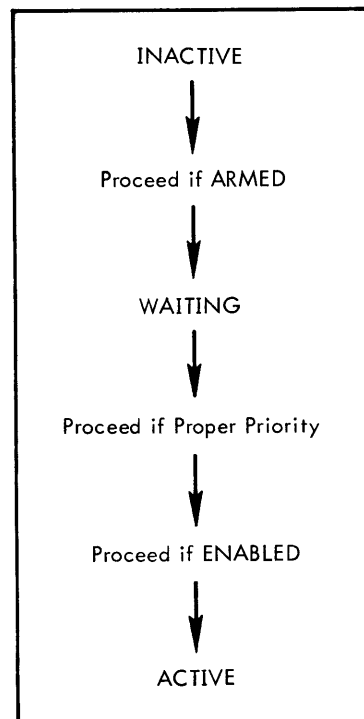 INACTIVE
Proceed if ARMED
WAITING
Proceed if Proper Priority
Proceed if ENABLED
ACTIVE